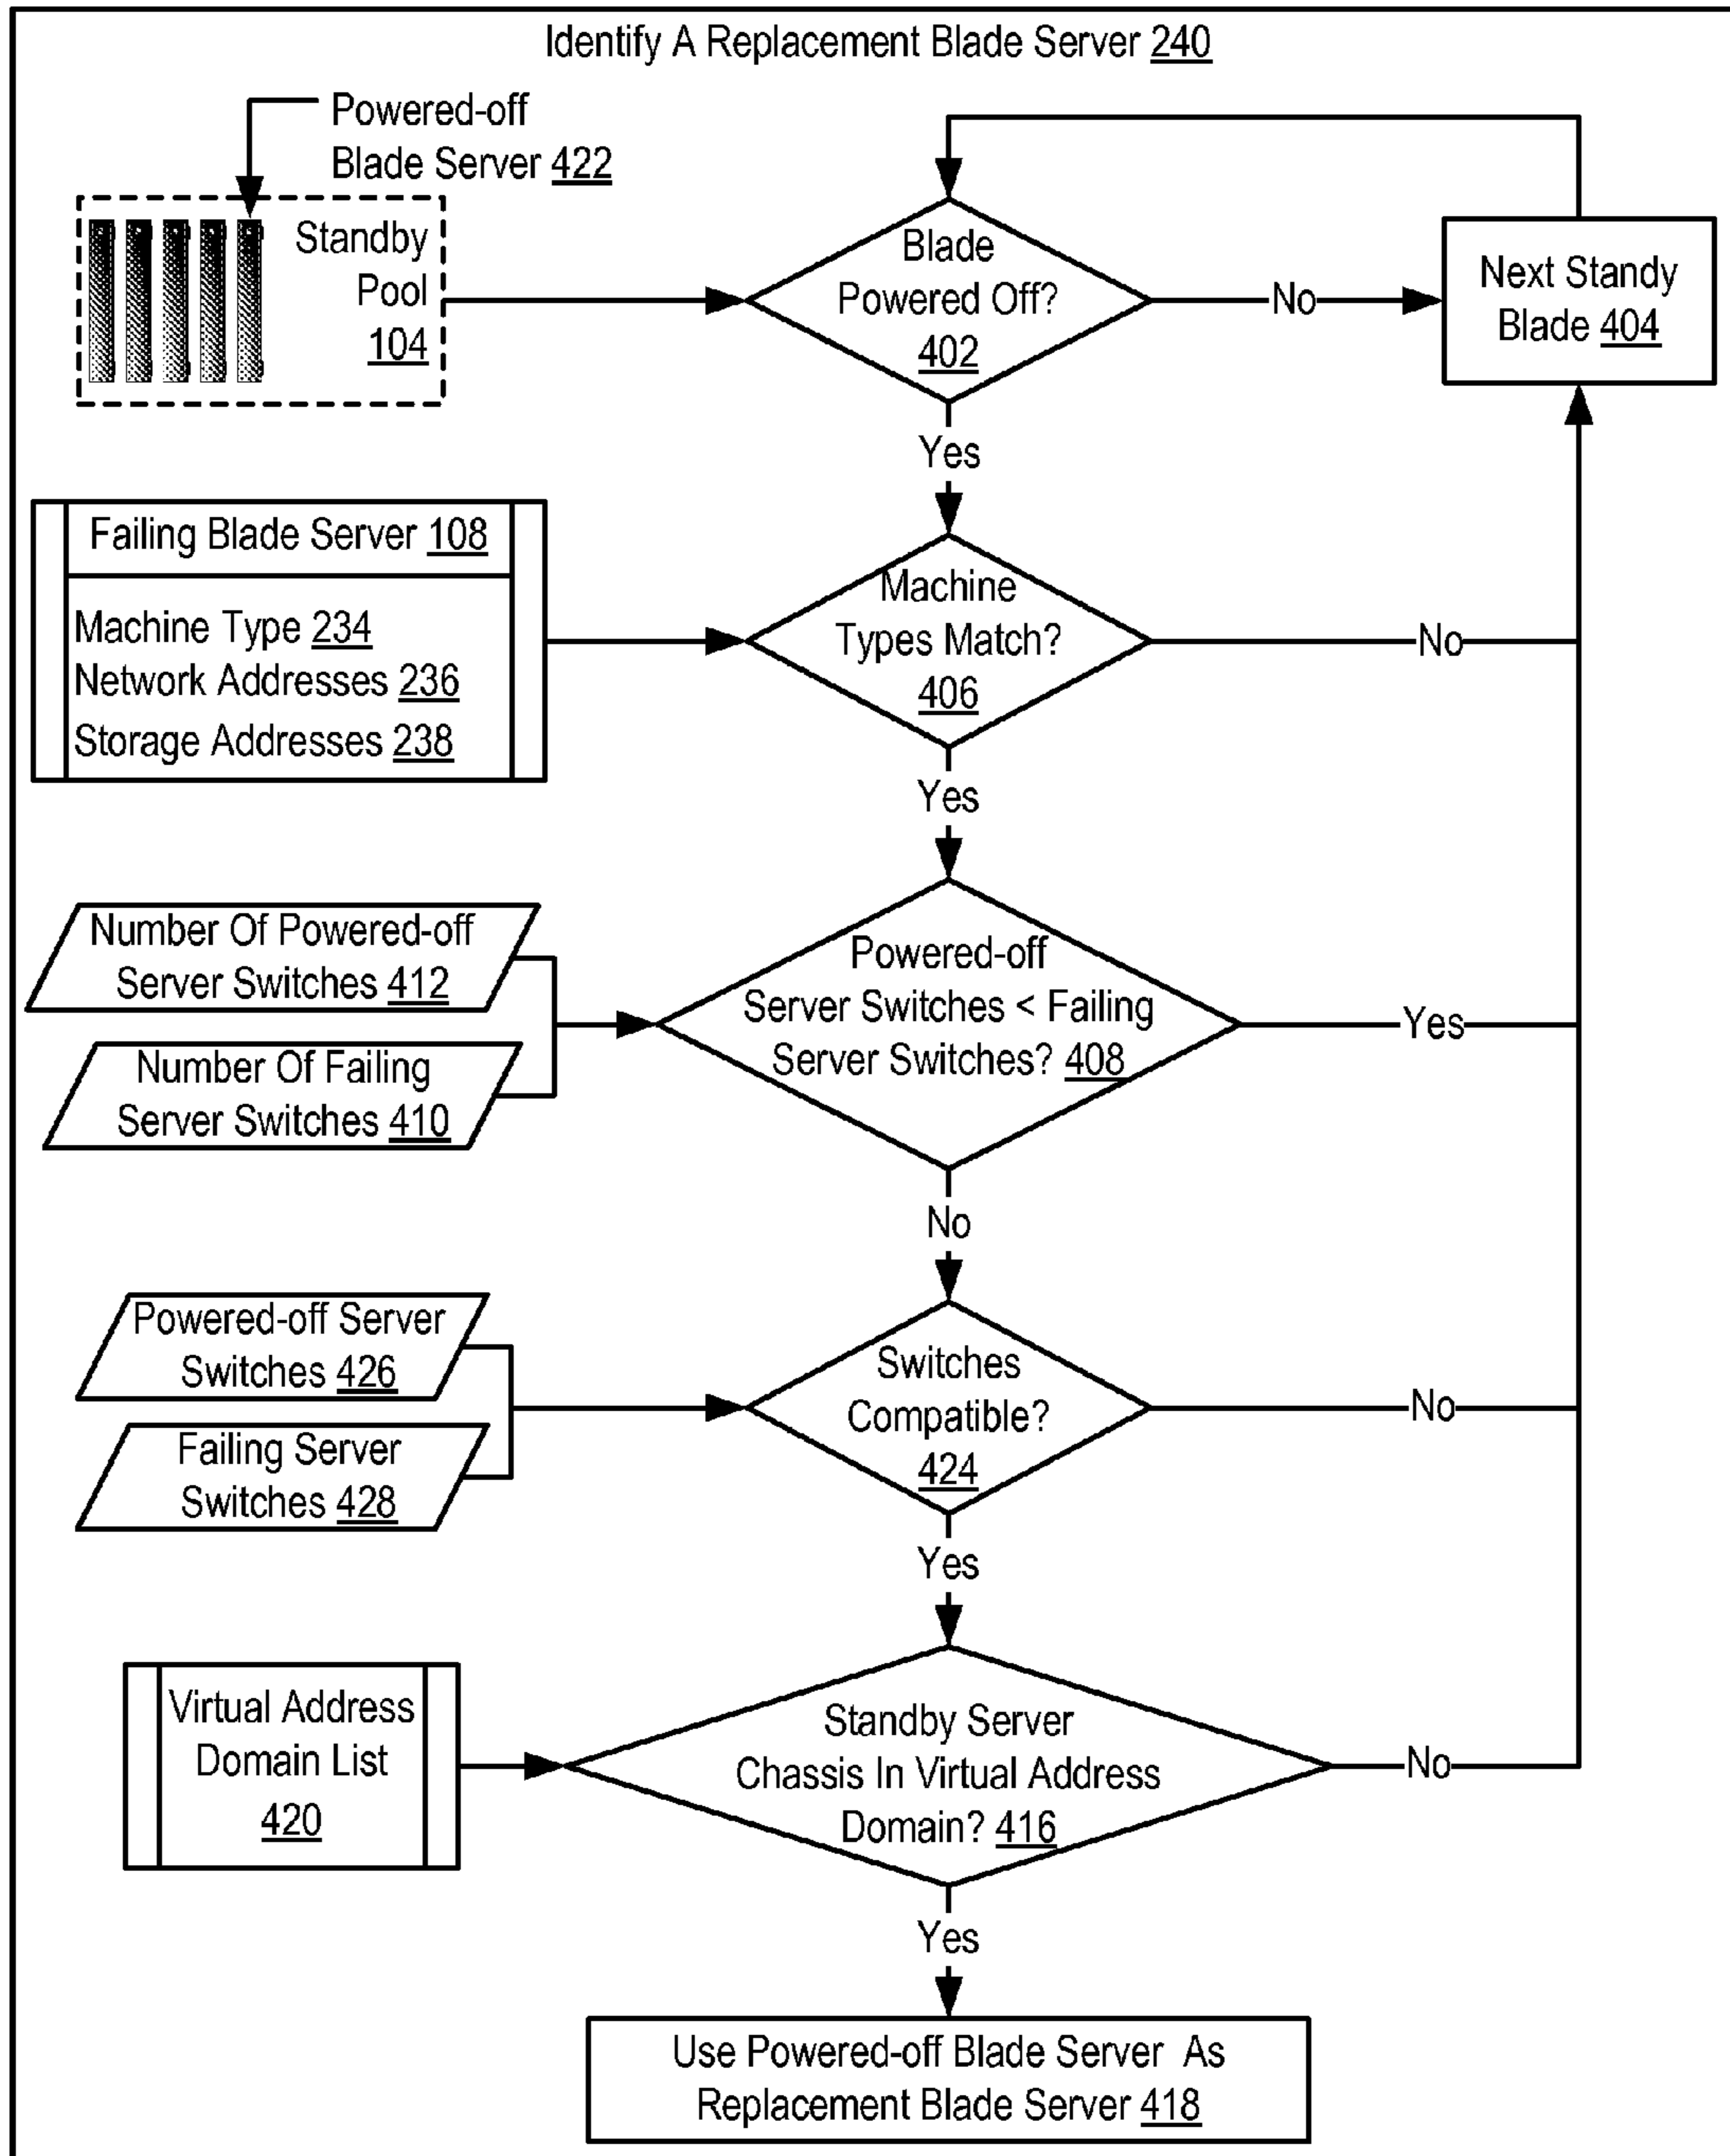 Identify A Replacement Blade Server 240
Powered-off
Blade Server 422
Standby
Pool
104
Blade
Powered Off?
402
No
Next Standy
Blade 404
Yes
Failing Blade Server 108
Machine Type 234
Network Addresses 236
Storage Addresses 238
Machine
Types Match?
406
No
Yes
Number Of Powered-off
Server Switches 412
Number Of Failing
Server Switches 410
Powered-off
Server Switches < Failing
Server Switches? 408
Yes
No
Powered-off Server
Switches 426
Failing Server
Switches 428
Switches
Compatible?
424
No
Yes
Virtual Address
Domain List
420
Standby Server
Chassis In Virtual Address
Domain? 416
No
Yes
Use Powered-off Blade Server As
Replacement Blade Server 418